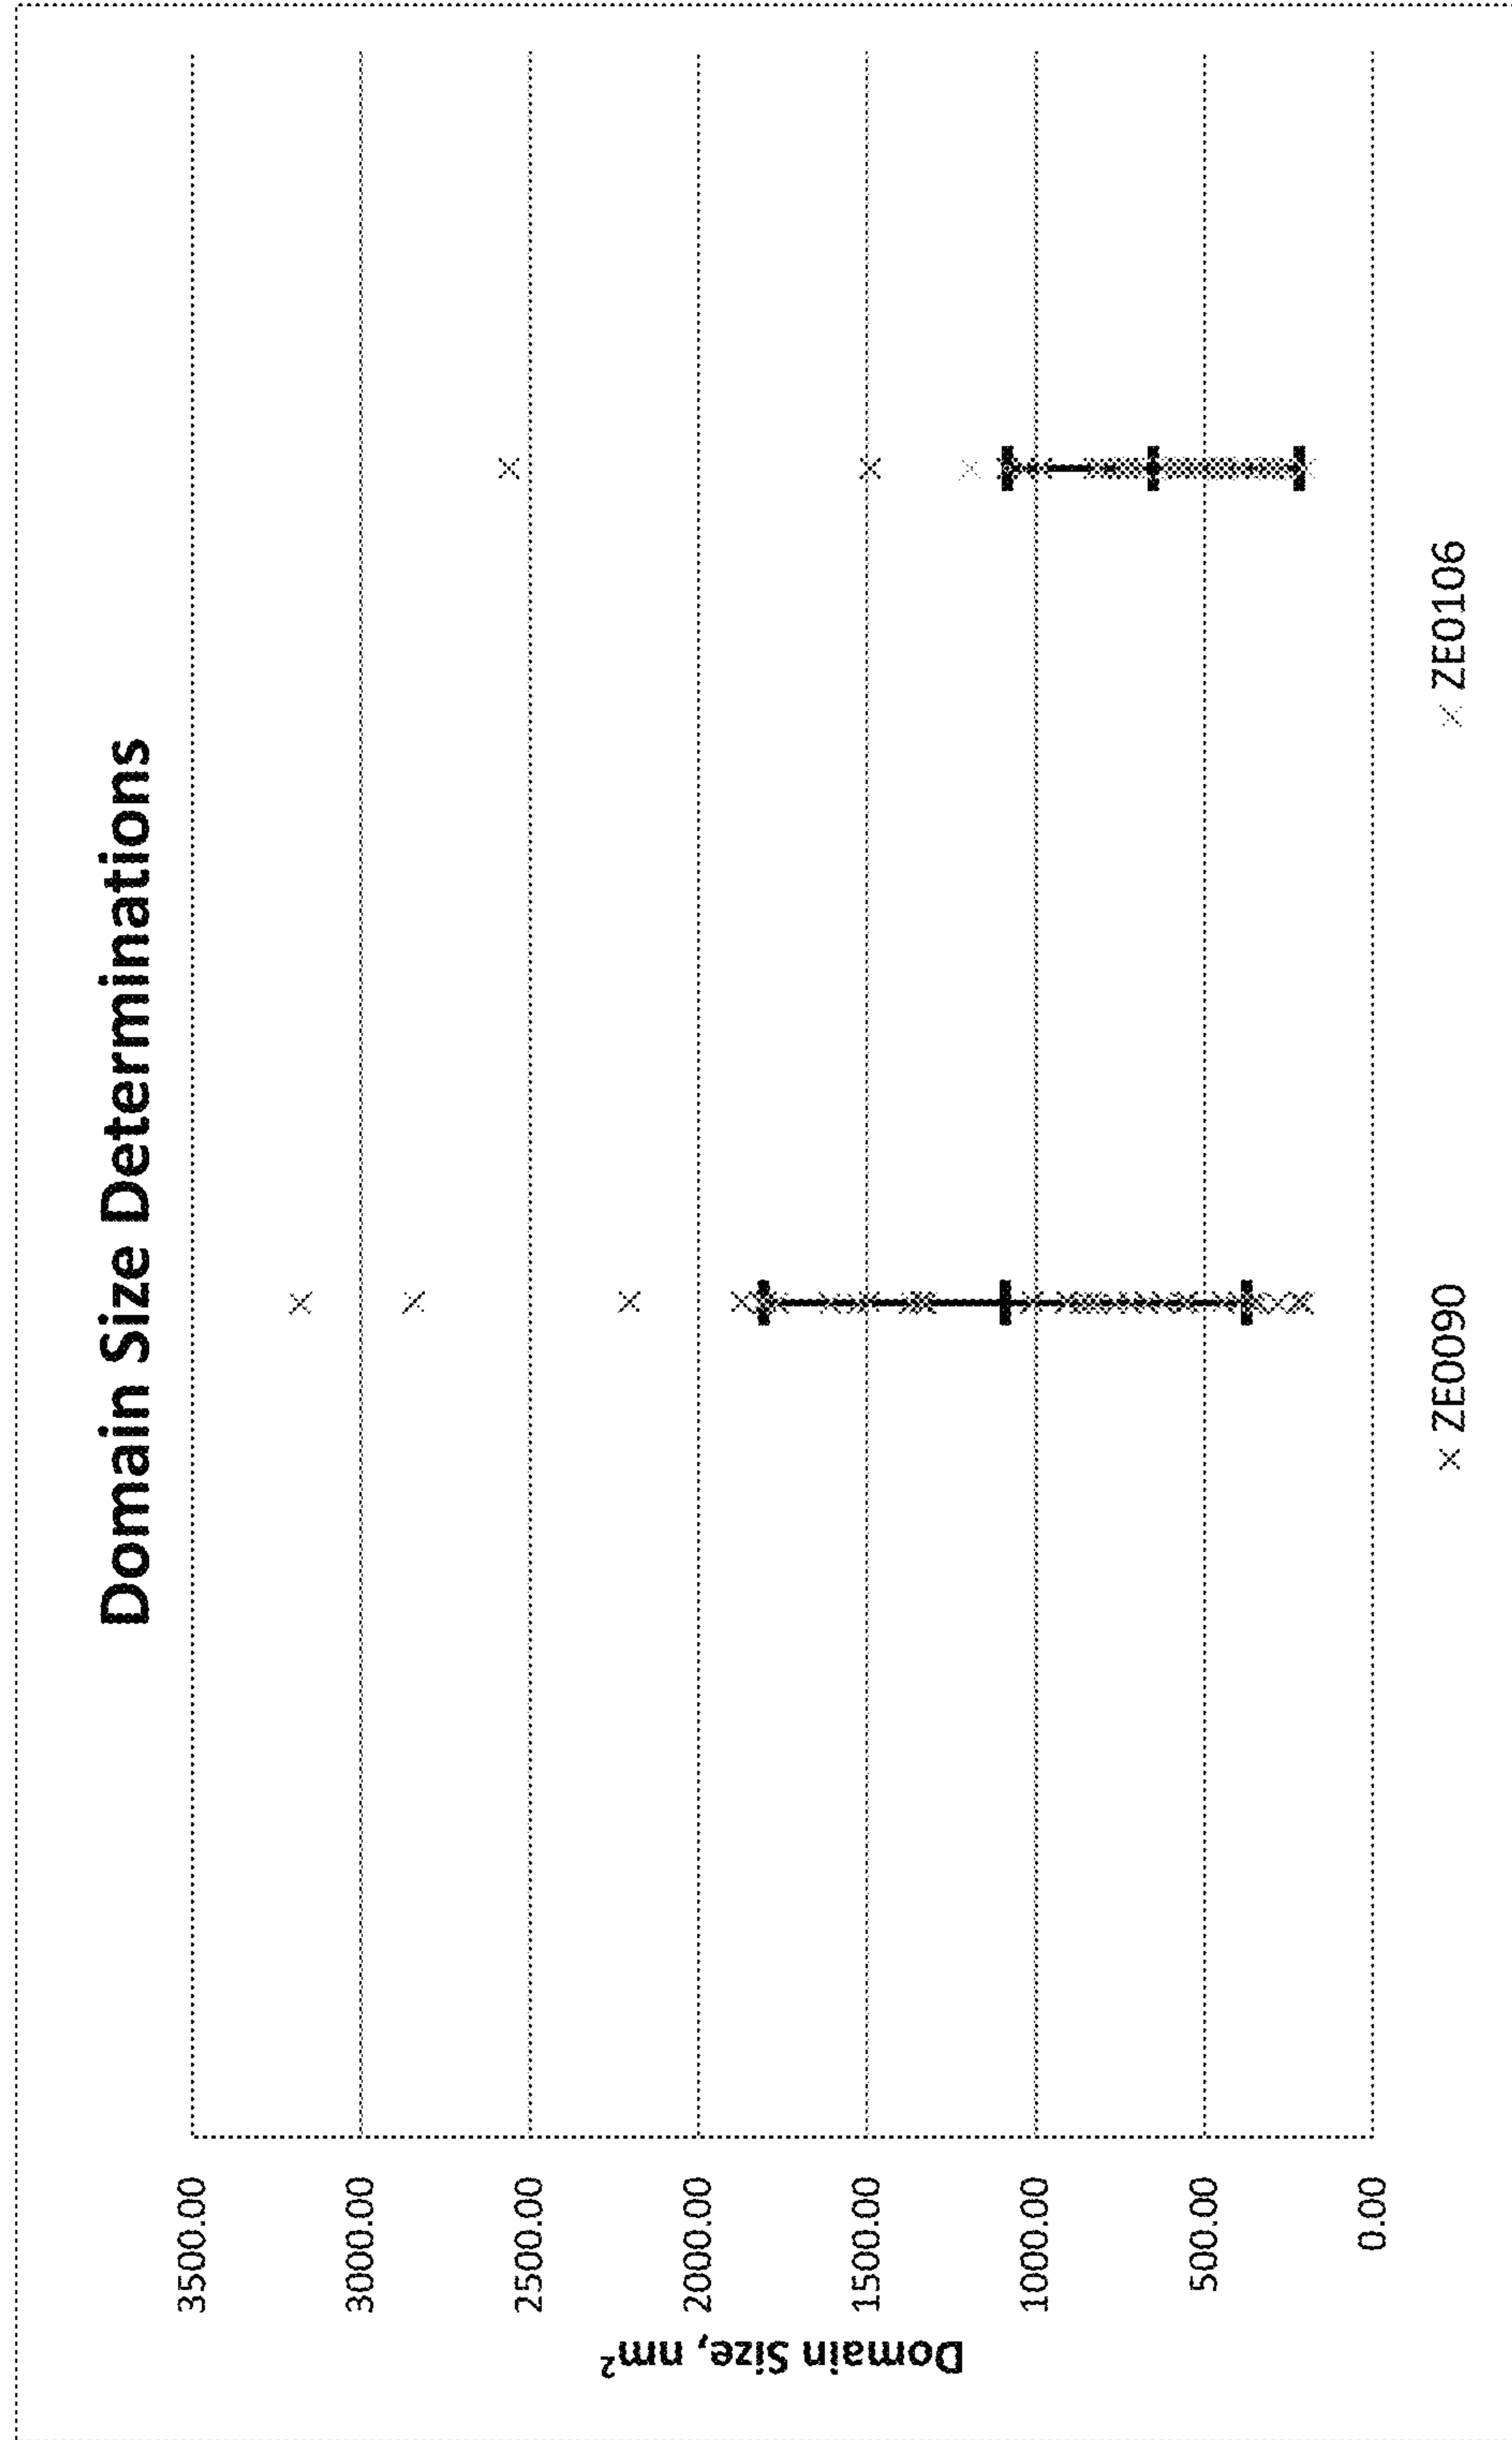 Domain Size Determinations
Domain Size, nm²
3500.00
3000.00
2500.00
2000.00
1500.00
1000.00
500.00
0.00
× ZE0090
× ZE0106